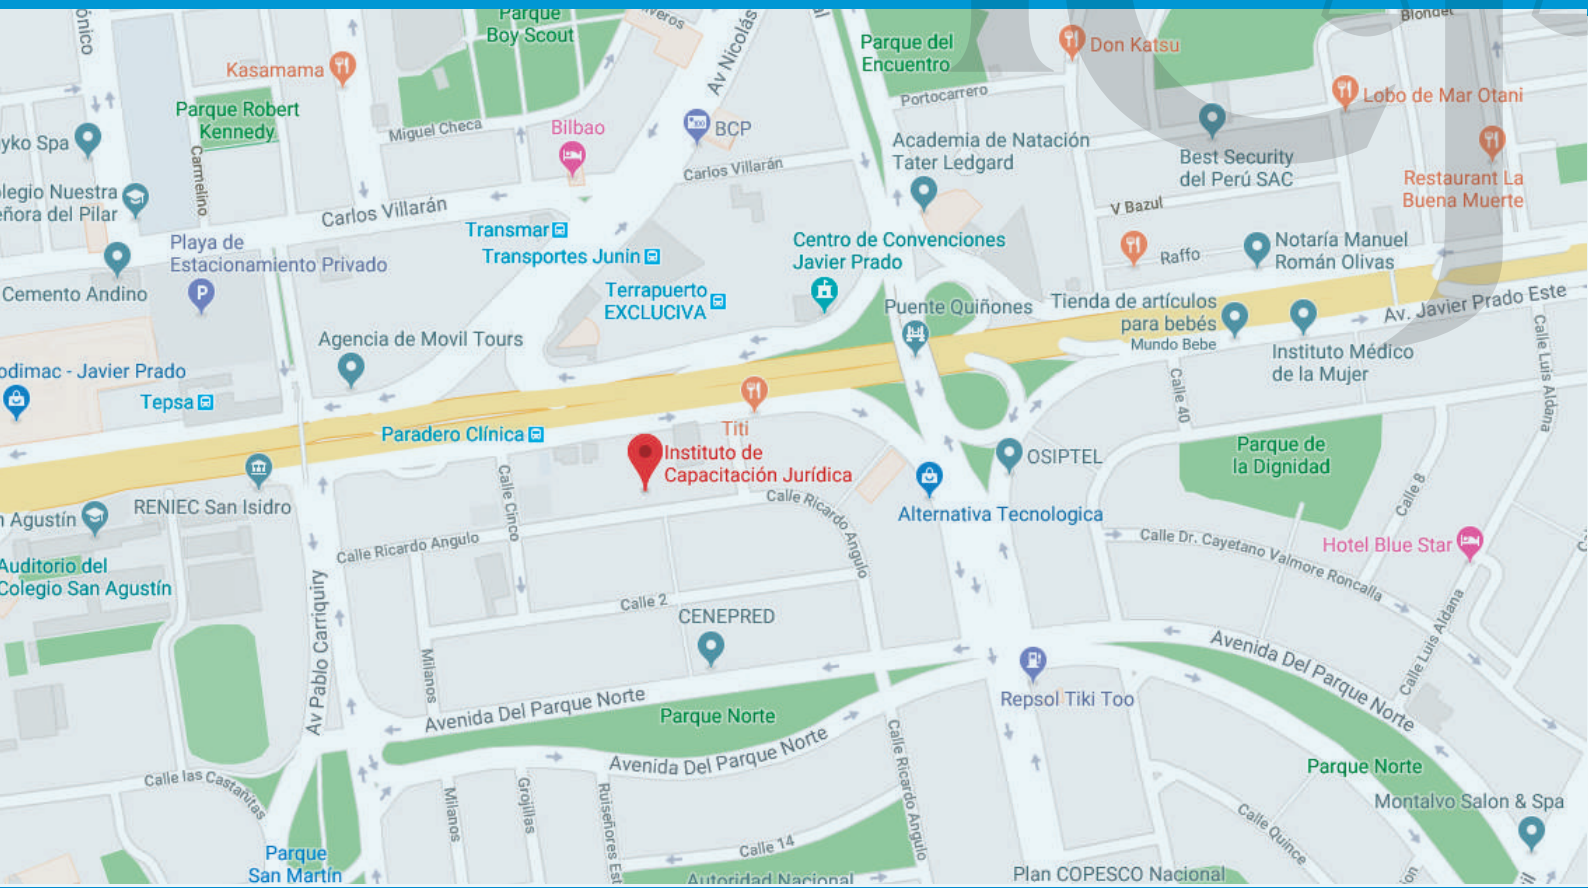 Parque
Boy Scout
Av Nicolás
Parque del
Encuentro
Don Katsu
Blondet
Kasamama
Portocarrero
Lobo de Mar Otani
Parque Robert
Kennedy
Miguel Checa
Bilbao
BCP
Academia de Natación
Tater Ledgard
Best Security
del Perú SAC
Restaurant La
Buena Muerte
Carmelino
Carlos Villarán
Carlos Villarán
V Bazul
Transmar
Transportes Junin
Playa de
Estacionamiento Privado
P
Centro de Convenciones
Javier Prado
Raffo
Notaría Manuel
Román Olivas
Cemento Andino
Terrapuerto
EXCLUCIVA
Puente Quiñones
Tienda de artículos
para bebés
Mundo Bebe
Av. Javier Prado Este
Agencia de Movil Tours
Instituto Médico
de la Mujer
Calle Luis Aldana
odimac - Javier Prado
Tepsa
Calle 40
Paradero Clínica
Titi
Instituto de
Capacitación Jurídica
OSIPTEL
Parque de
la Dignidad
RENIEC San Isidro
Calle Cinco
Calle Ricardo Angulo
Alternativa Tecnologica
Calle 8
Agustín
Calle Ricardo Angulo
Calle Dr. Cayetano Valmore Roncalla
Hotel Blue Star
Auditorio del
Colegio San Agustín
Av Pablo Carriquiry
Calle 2
CENEPRED
Calle Luis Aldana
Milanos
Avenida Del Parque Norte
Avenida Del Parque Norte
Parque Norte
Repsol Tiki Too
Avenida Del Parque Norte
Calle Ricardo Angulo
Parque Norte
Calle las Castañitas
Milanos
Grojillas
Ruiseñores Est
Montalvo Salon & Spa
Calle 14
Calle Quince
Parque
San Martín
Autoridad Nacional
Plan COPESCO Nacional